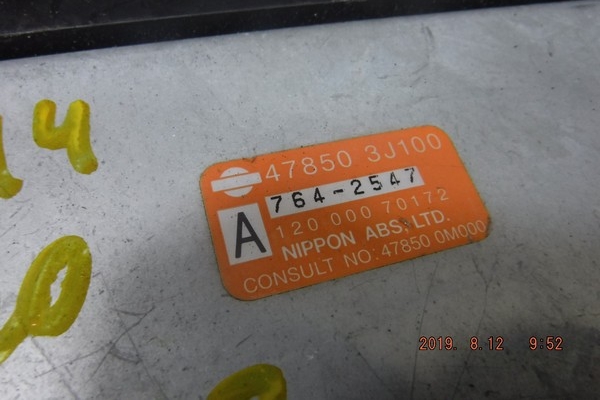 14
47850 3J100
A
764-2547
120 000 70172
NIPPON ABS, LTD.
CONSULT NO: 47850 0M000
2019. 8.12 9:52